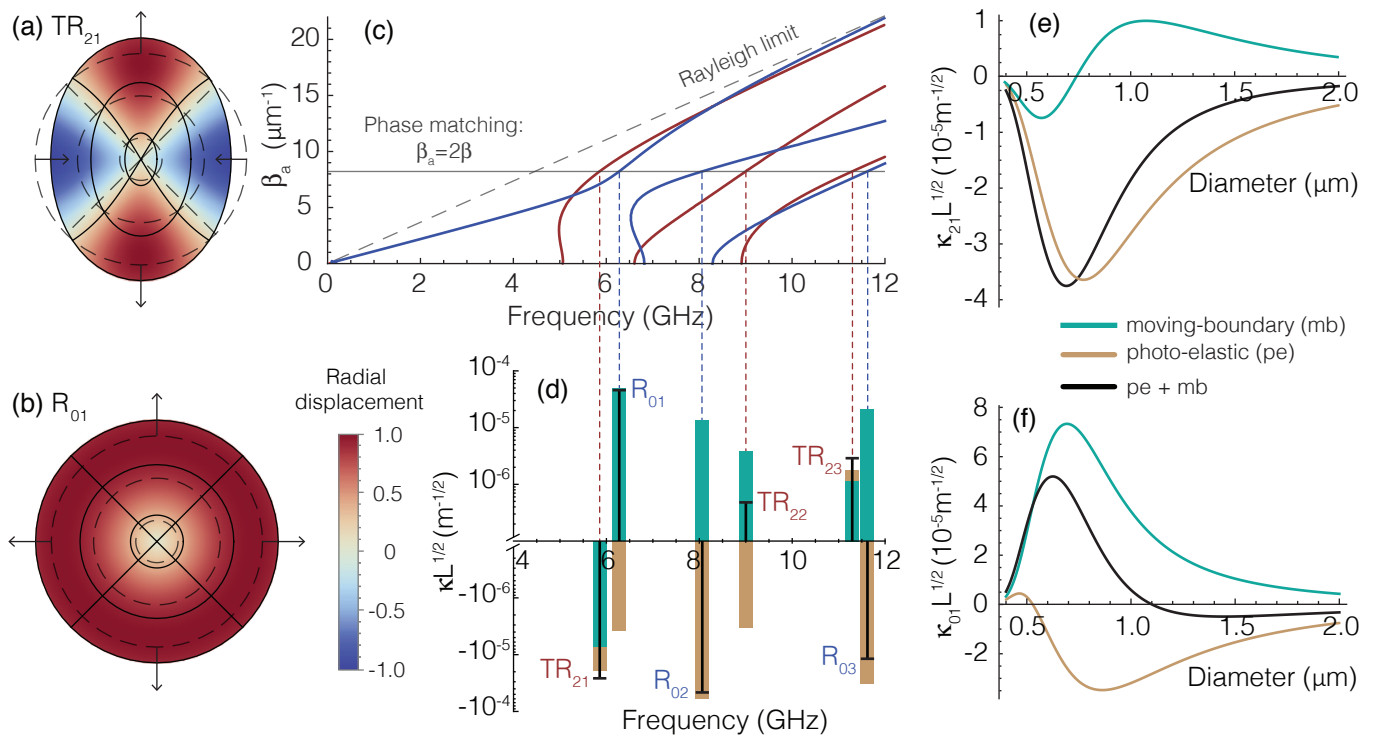 (a) TR21
(b) R01
Radial
displacement
1.0
0.5
0
-0.5
-1.0
(c)
βa (μm-1)
20
15
10
5
0
Rayleigh limit
Phase matching:
βa=2β
0 2 4 6 8 10 12
Frequency (GHz)
(d)
κL1/2 (m-1/2)
10-4
10-5
10-6
4 6 8 10 12
-10-6
-10-5
-10-4
R01
TR23
TR22
TR21
R02
R03
Frequency (GHz)
(e)
κ21L1/2 (10-5m-1/2)
1
0
-1
-2
-3
-4
0.5 1.0 1.5 2.0
Diameter (μm)
moving-boundary (mb)
photo-elastic (pe)
pe + mb
(f)
κ01L1/2 (10-5m-1/2)
8
6
4
2
0
-2
0.5 1.0 1.5 2.0
Diameter (μm)